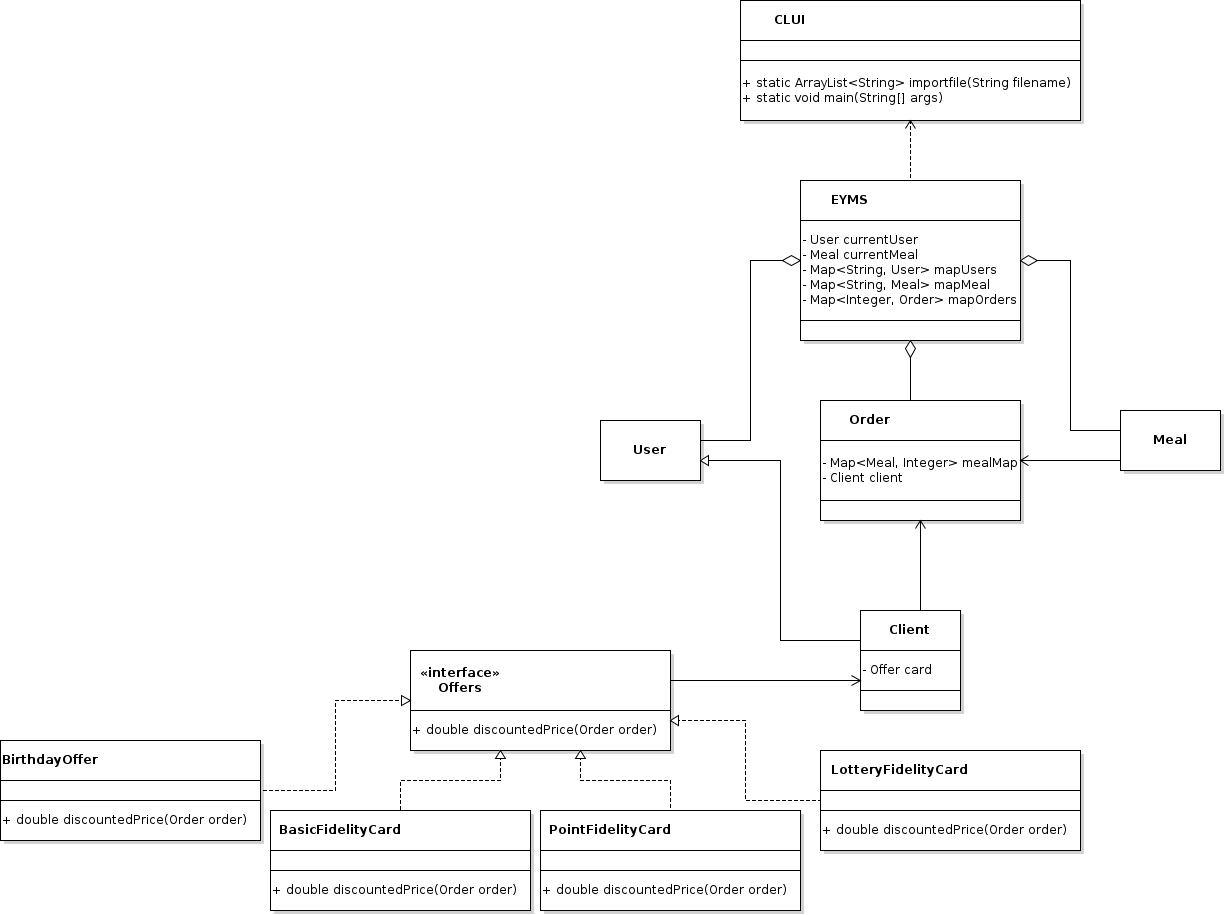 CLUI
+ static ArrayList<String> importfile(String filename)
+ static void main(String[] args)
EYMS
- User currentUser
- Meal currentMeal
- Map<String, User> mapUsers
- Map<String, Meal> mapMeal
- Map<Integer, Order> mapOrders
User
Order
- Map<Meal, Integer> mealMap
- Client client
Meal
Client
- Offer card
«interface»
Offers
+ double discountedPrice(Order order)
BirthdayOffer
+ double discountedPrice(Order order)
BasicFidelityCard
+ double discountedPrice(Order order)
PointFidelityCard
+ double discountedPrice(Order order)
LotteryFidelityCard
+ double discountedPrice(Order order)